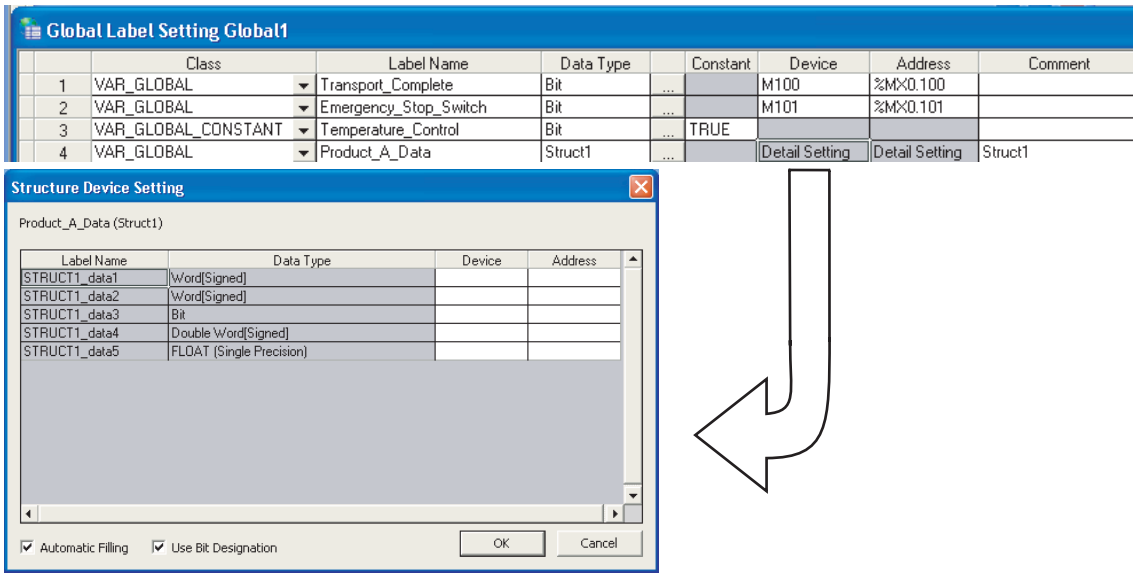 Global Label Setting Global1
Class Label Name Data Type Constant Device Address Comment
1 VAR_GLOBAL Transport_Complete Bit ... M100 %MX0.100
2 VAR_GLOBAL Emergency_Stop_Switch Bit ... M101 %MX0.101
3 VAR_GLOBAL_CONSTANT Temperature_Control Bit ... TRUE
4 VAR_GLOBAL Product_A_Data Struct1 ... Detail Setting Detail Setting Struct1
Structure Device Setting
Product_A_Data (Struct1)
Label Name Data Type Device Address
STRUCT1_data1 Word[Signed]
STRUCT1_data2 Word[Signed]
STRUCT1_data3 Bit
STRUCT1_data4 Double Word[Signed]
STRUCT1_data5 FLOAT (Single Precision)
Automatic Filling Use Bit Designation OK Cancel